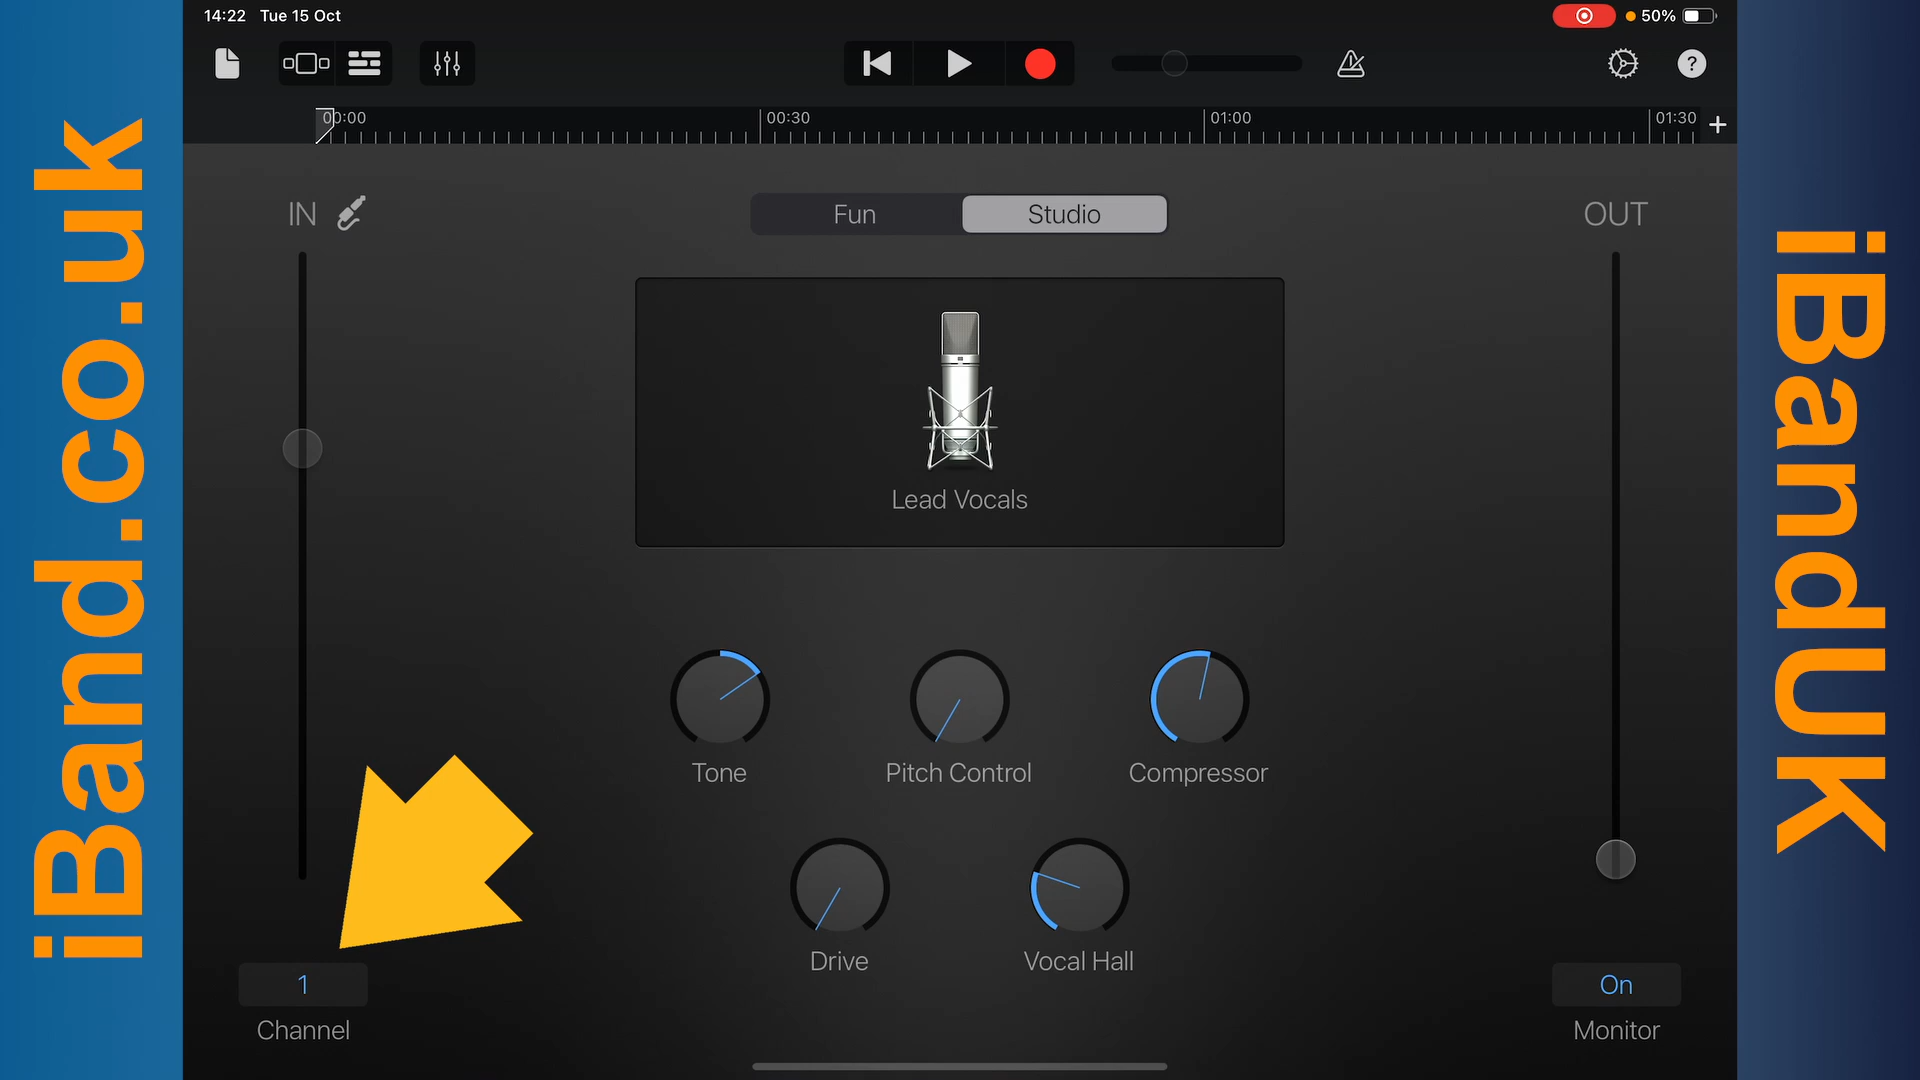 14:22 Tue 15 Oct
50%
?
00:00 00:30 01:00 01:30 +
IN
Fun Studio
OUT
Lead Vocals
Tone Pitch Control Compressor
Drive Vocal Hall
1
Channel
On
Monitor
iBand.co.uk
iBandUK